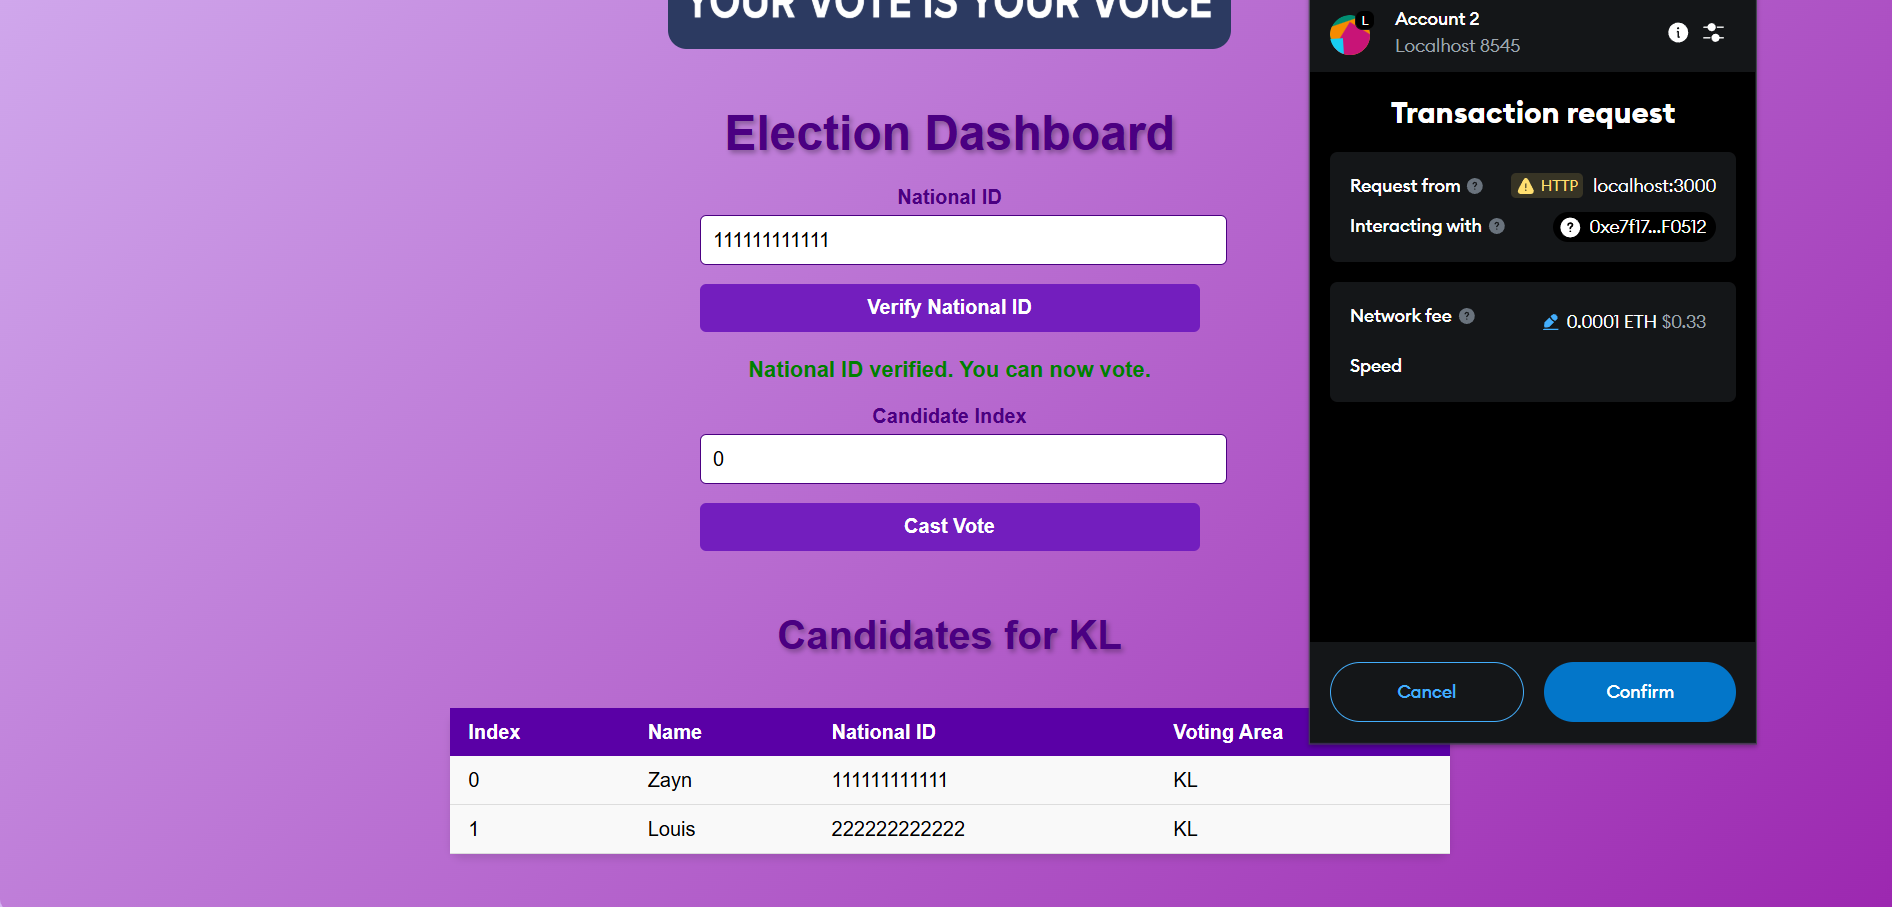 YOUR VOTE IS YOUR VOICE
Election Dashboard
National ID
111111111111
Verify National ID
National ID verified. You can now vote.
Candidate Index
0
Cast Vote
Candidates for KL
Index Name National ID Voting Area
0 Zayn 111111111111 KL
1 Louis 222222222222 KL
L
Account 2
Localhost 8545
Transaction request
Request from HTTP localhost:3000
Interacting with 0xe7f17...F0512
Network fee 0.0001 ETH $0.33
Speed
Cancel Confirm